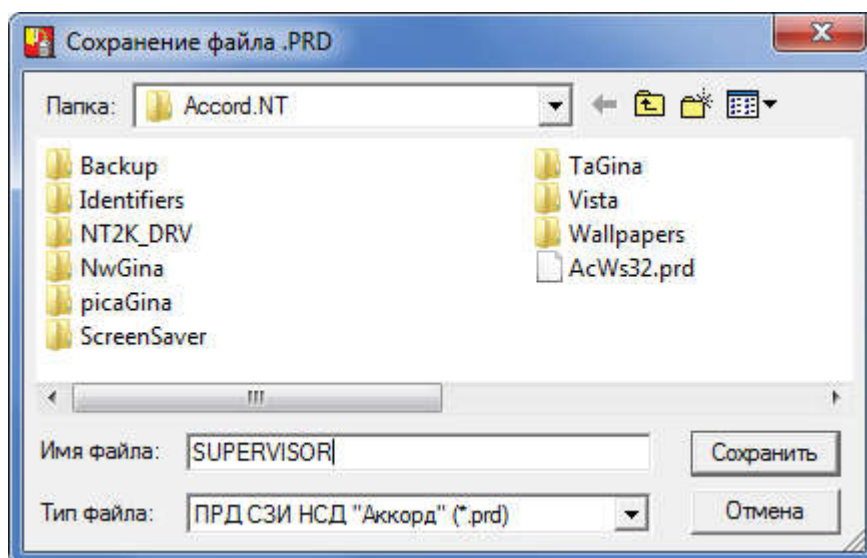 Сохранение файла .PRD
Папка: Accord.NT
Backup
Identifiers
NT2K_DRV
NwGina
picaGina
ScreenSaver
TaGina
Vista
Wallpapers
AcWs32.prd
Имя файла: SUPERVISOR Сохранить
Тип файла: ПРД СЗИ НСД "Аккорд" (*.prd) Отмена